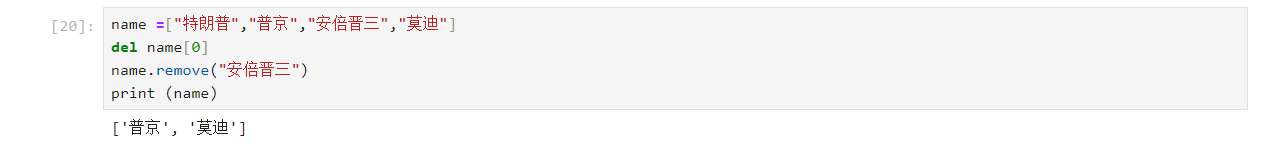 [20]: name =["特朗普","普京","安倍晋三","莫迪"]
del name[0]
name.remove("安倍晋三")
print (name)
['普京', '莫迪']